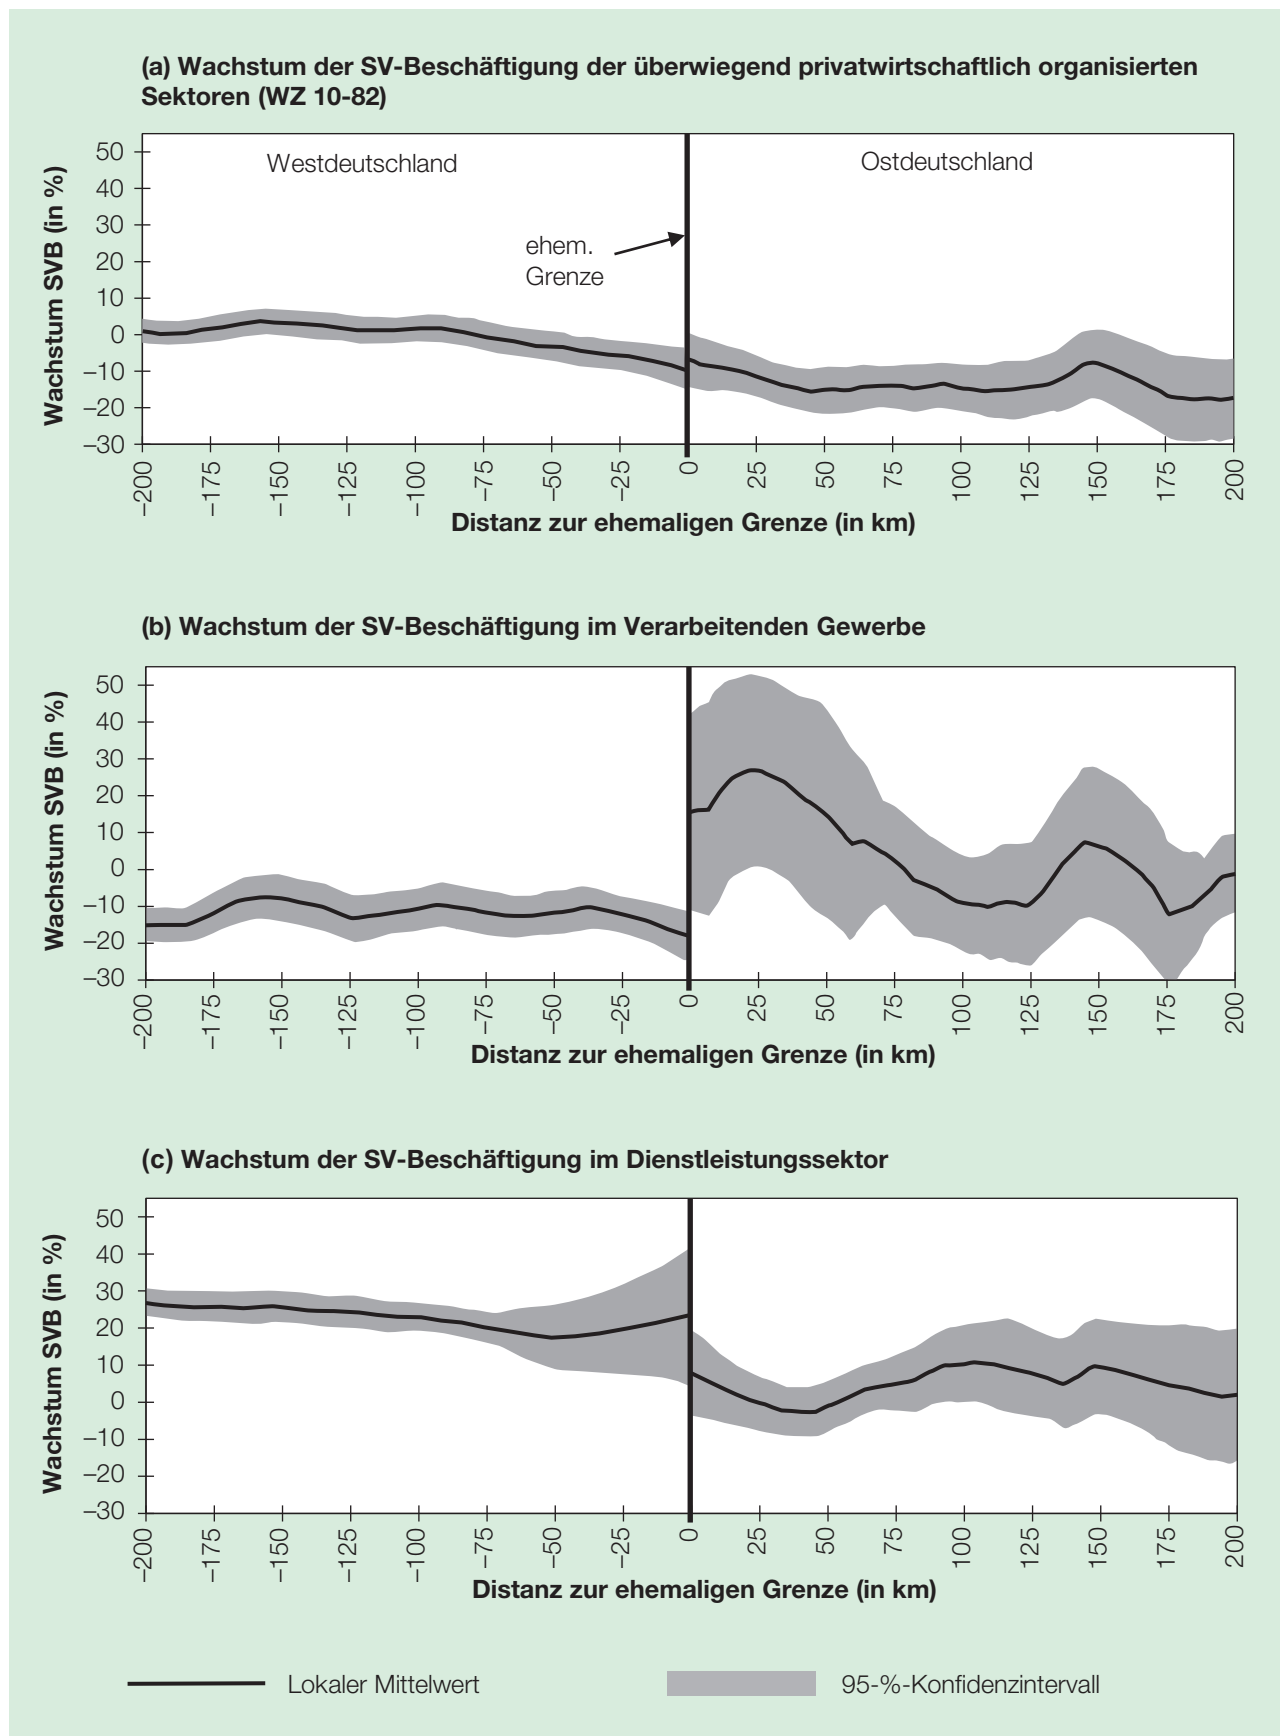 (a) Wachstum der SV-Beschäftigung der überwiegend privatwirtschaftlich organisierten
Sektoren (WZ 10-82)
Wachstum SVB (in %)
50
40
30
20
10
0
–10
–20
–30
Westdeutschland
Ostdeutschland
ehem.
Grenze
–200 –175 –150 –125 –100 –75 –50 –25 0 25 50 75 100 125 150 175 200
Distanz zur ehemaligen Grenze (in km)
(b) Wachstum der SV-Beschäftigung im Verarbeitenden Gewerbe
Wachstum SVB (in %)
50
40
30
20
10
0
–10
–20
–30
–200 –175 –150 –125 –100 –75 –50 –25 0 25 50 75 100 125 150 175 200
Distanz zur ehemaligen Grenze (in km)
(c) Wachstum der SV-Beschäftigung im Dienstleistungssektor
Wachstum SVB (in %)
50
40
30
20
10
0
–10
–20
–30
–200 –175 –150 –125 –100 –75 –50 –25 0 25 50 75 100 125 150 175 200
Distanz zur ehemaligen Grenze (in km)
Lokaler Mittelwert
95-%-Konfidenzintervall